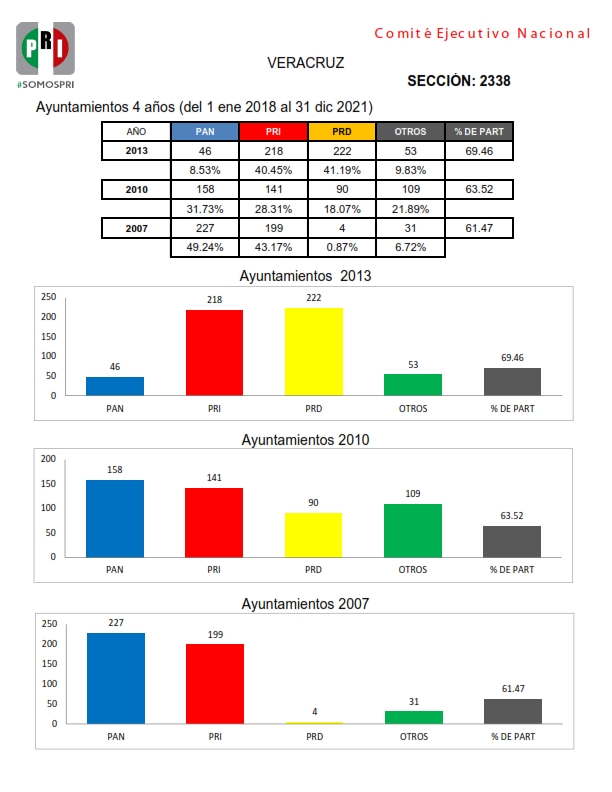 Comité Ejecutivo Nacional
PRI
#SOMOSPRI
VERACRUZ
SECCIÓN: 2338
Ayuntamientos 4 años (del 1 ene 2018 al 31 dic 2021)
AÑO PAN PRI PRD OTROS % DE PART
2013 46 218 222 53 69.46
8.53% 40.45% 41.19% 9.83%
2010 158 141 90 109 63.52
31.73% 28.31% 18.07% 21.89%
2007 227 199 4 31 61.47
49.24% 43.17% 0.87% 6.72%
Ayuntamientos 2013
250
200
150
100
50
0
46 218 222 53 69.46
PAN PRI PRD OTROS % DE PART
Ayuntamientos 2010
200
150
100
50
0
158 141 90 109 63.52
PAN PRI PRD OTROS % DE PART
Ayuntamientos 2007
250
200
150
100
50
0
227 199 4 31 61.47
PAN PRI PRD OTROS % DE PART